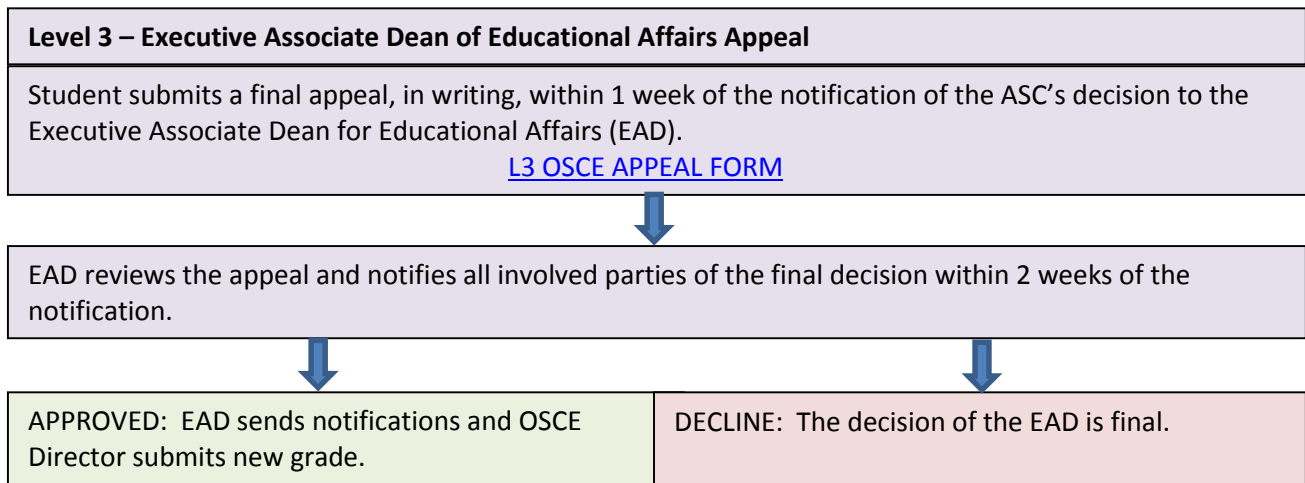 Level 3 – Executive Associate Dean of Educational Affairs Appeal
Student submits a final appeal, in writing, within 1 week of the notification of the ASC’s decision to the
Executive Associate Dean for Educational Affairs (EAD).
L3 OSCE APPEAL FORM
EAD reviews the appeal and notifies all involved parties of the final decision within 2 weeks of the
notification.
APPROVED:  EAD sends notifications and OSCE
Director submits new grade.
DECLINE:  The decision of the EAD is final.